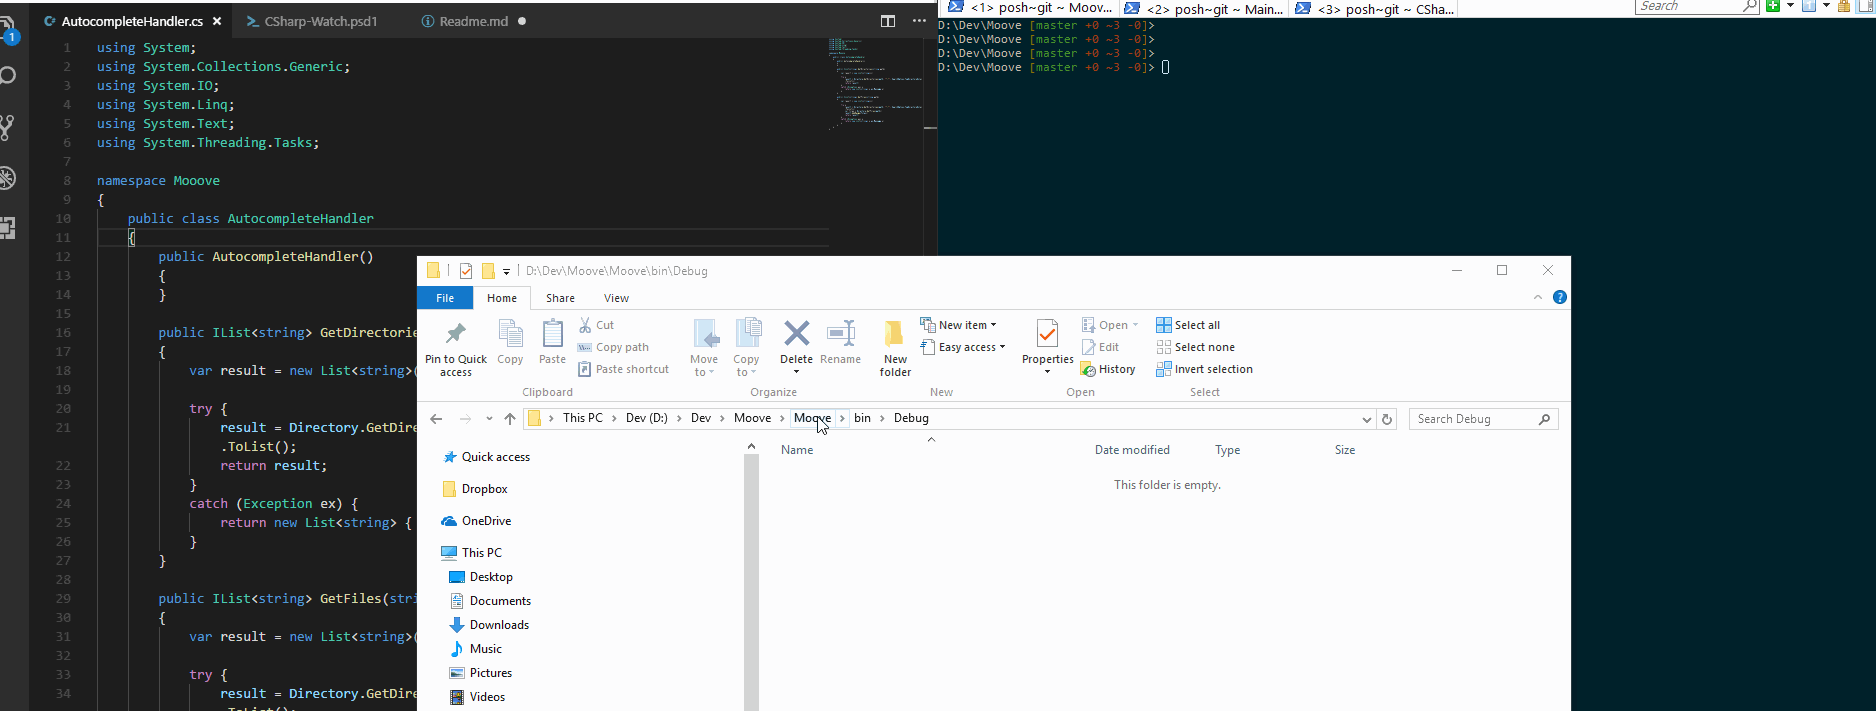 AutocompleteHandler.cs
CSharp-Watch.psd1
Readme.md
1
1 using System;
2 using System.Collections.Generic;
3 using System.IO;
4 using System.Linq;
5 using System.Text;
6 using System.Threading.Tasks;
7
8 namespace Mooove
9 {
10 public class AutocompleteHandler
11 {
12 public AutocompleteHandler()
13 {
14 }
15
16 public IList<string> GetDirectorie
17 {
18 var result = new List<string>(
19
20 try {
21 result = Directory.GetDire
.ToList();
22 return result;
23 }
24 catch (Exception ex) {
25 return new List<string> {
26 }
27 }
28
29 public IList<string> GetFiles(stri
30 {
31 var result = new List<string>(
32
33 try {
34 result = Directory.GetDire
.ToList();
<1> posh~git ~ Moov...
<2> posh~git ~ Main...
<3> posh~git ~ CSha...
Search
D:\Dev\Moove [master +0 ~3 -0]>
D:\Dev\Moove [master +0 ~3 -0]>
D:\Dev\Moove [master +0 ~3 -0]>
D:\Dev\Moove [master +0 ~3 -0]>
D:\Dev\Moove\Moove\bin\Debug
File Home Share View
Pin to Quick access
Copy
Paste
Cut
Copy path
Paste shortcut
Clipboard
Move to
Copy to
Delete
Rename
Organize
New folder
New item
Easy access
New
Properties
Open
Edit
History
Open
Select all
Select none
Invert selection
Select
This PC > Dev (D:) > Dev > Moove > Moove > bin > Debug
Search Debug
Name Date modified Type Size
This folder is empty.
Quick access
Dropbox
OneDrive
This PC
Desktop
Documents
Downloads
Music
Pictures
Videos